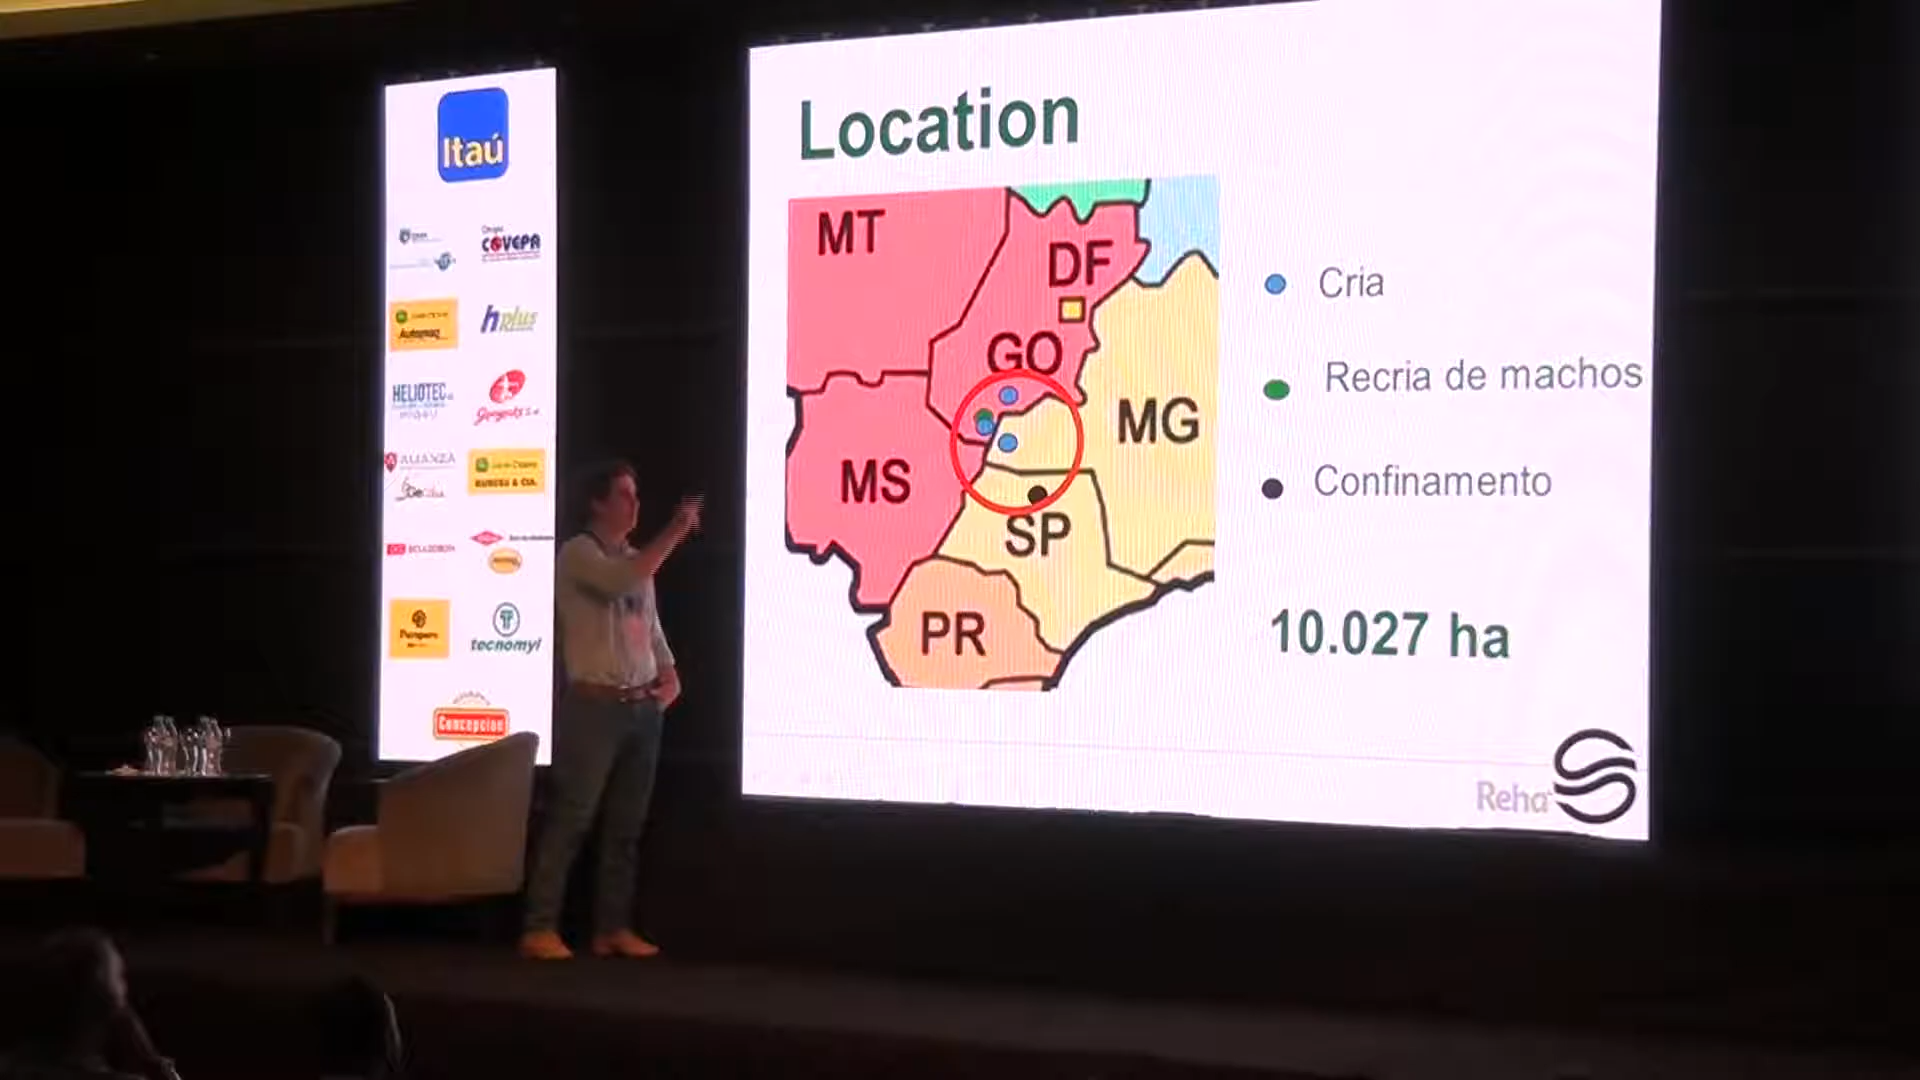 Itaú
COVEPA
Automaq
hplus
HELIOTEC
ALIANZA
tecnomyl
Concepción
Location
MT
DF
GO
MG
MS
SP
PR
Cria
Recria de machos
Confinamento
10.027 ha
Reha